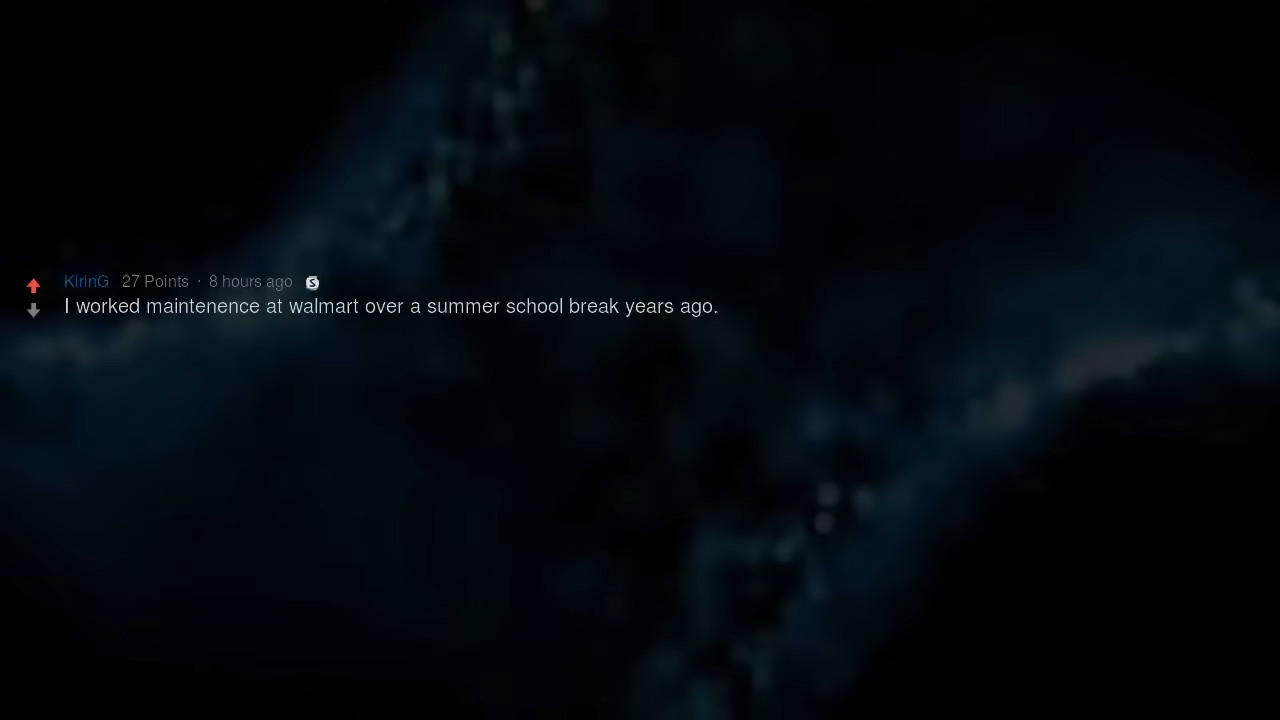 KirinG 27 Points · 8 hours ago
I worked maintenence at walmart over a summer school break years ago.